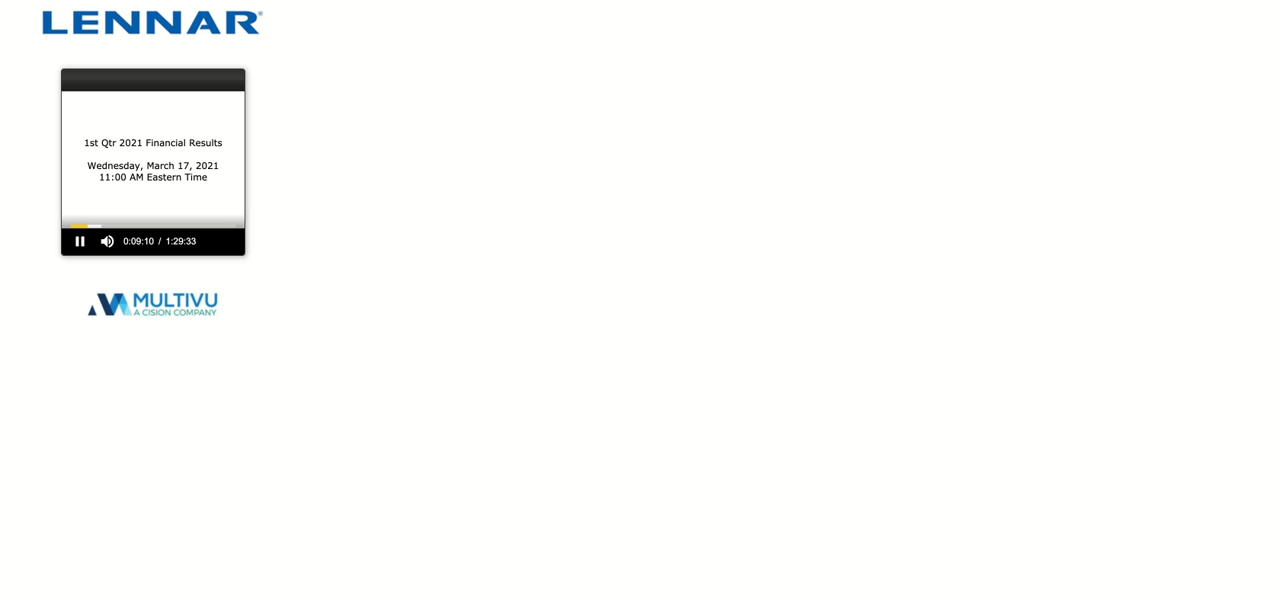 LENNAR®
1st Qtr 2021 Financial Results
Wednesday, March 17, 2021
11:00 AM Eastern Time
0:09:10 / 1:29:33
MULTIVU
A CISION COMPANY